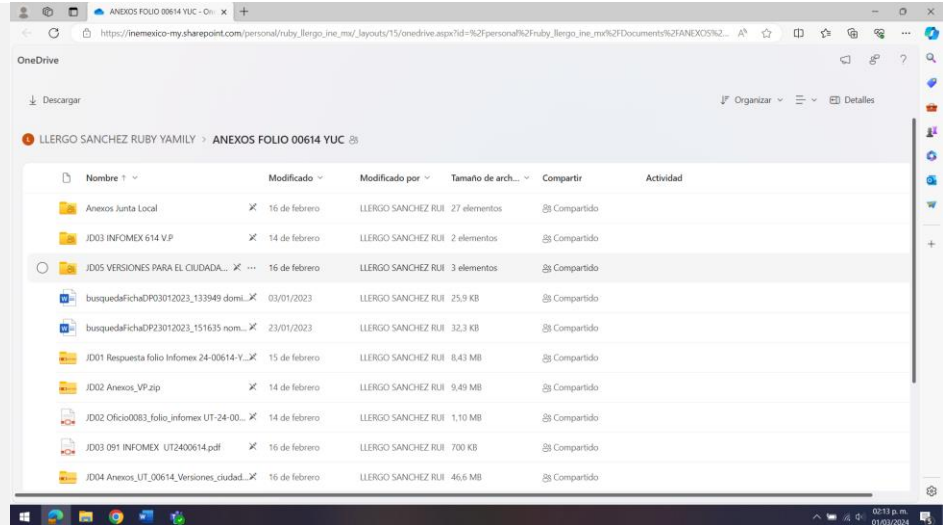 ANEXOS FOLIO 00614 YUC - On
https://inemexico-my.sharepoint.com/personal/ruby_llergo_ine_mx/_layouts/15/onedrive.aspx?id=%2Fpersonal%2Fruby_llergo_ine_mx%2FDocuments%2FANEXOS%2...
OneDrive
Descargar Organizar Detalles
L LLERGO SANCHEZ RUBY YAMILY > ANEXOS FOLIO 00614 YUC
Nombre Modificado Modificado por Tamaño de arch... Compartir Actividad
Anexos Junta Local 16 de febrero LLERGO SANCHEZ RUI 27 elementos Compartido
JD03 INFOMEX 614 V.P 14 de febrero LLERGO SANCHEZ RUI 2 elementos Compartido
JD05 VERSIONES PARA EL CIUDADA... 16 de febrero LLERGO SANCHEZ RUI 3 elementos Compartido
busquedaFichaDP03012023_133949 domi... 03/01/2023 LLERGO SANCHEZ RUI 25,9 KB Compartido
busquedaFichaDP23012023_151635 nom... 23/01/2023 LLERGO SANCHEZ RUI 32,3 KB Compartido
JD01 Respuesta folio Infomex 24-00614-Y... 15 de febrero LLERGO SANCHEZ RUI 8,43 MB Compartido
JD02 Anexos_VP.zip 14 de febrero LLERGO SANCHEZ RUI 9,49 MB Compartido
JD02 Oficio0083_folio_infomex UT-24-00... 14 de febrero LLERGO SANCHEZ RUI 1,10 MB Compartido
JD03 091 INFOMEX UT2400614.pdf 16 de febrero LLERGO SANCHEZ RUI 700 KB Compartido
JD04 Anexos_UT_00614_Versiones_ciudad... 16 de febrero LLERGO SANCHEZ RUI 46,6 MB Compartido
02:13 p. m.
01/03/2024